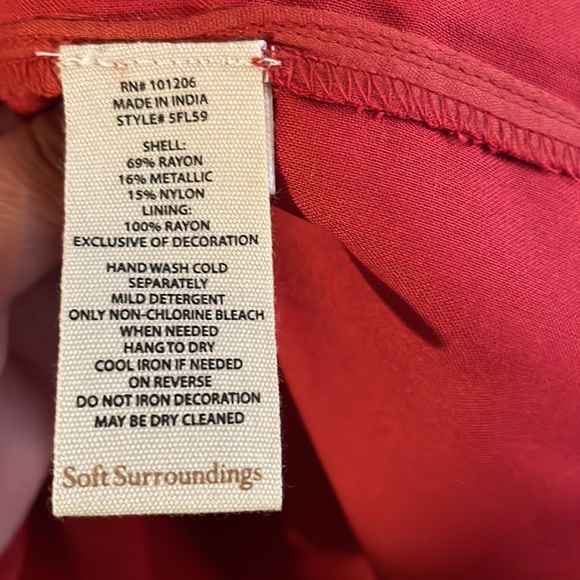 RN# 101206
MADE IN INDIA
STYLE# 5FL59
SHELL:
69% RAYON
16% METALLIC
15% NYLON
LINING:
100% RAYON
EXCLUSIVE OF DECORATION
HAND WASH COLD
SEPARATELY
MILD DETERGENT
ONLY NON-CHLORINE BLEACH
WHEN NEEDED
HANG TO DRY
COOL IRON IF NEEDED
ON REVERSE
DO NOT IRON DECORATION
MAY BE DRY CLEANED
Soft Surroundings